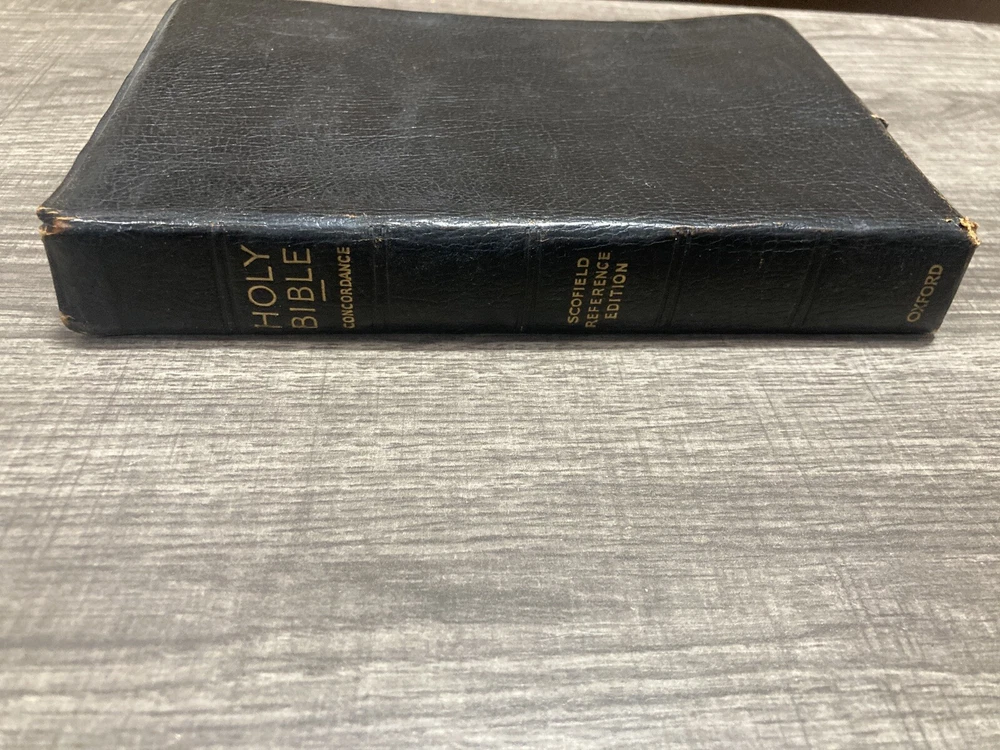 HOLY
BIBLE
CONCORDANCE
SCOFIELD
REFERENCE
EDITION
OXFORD